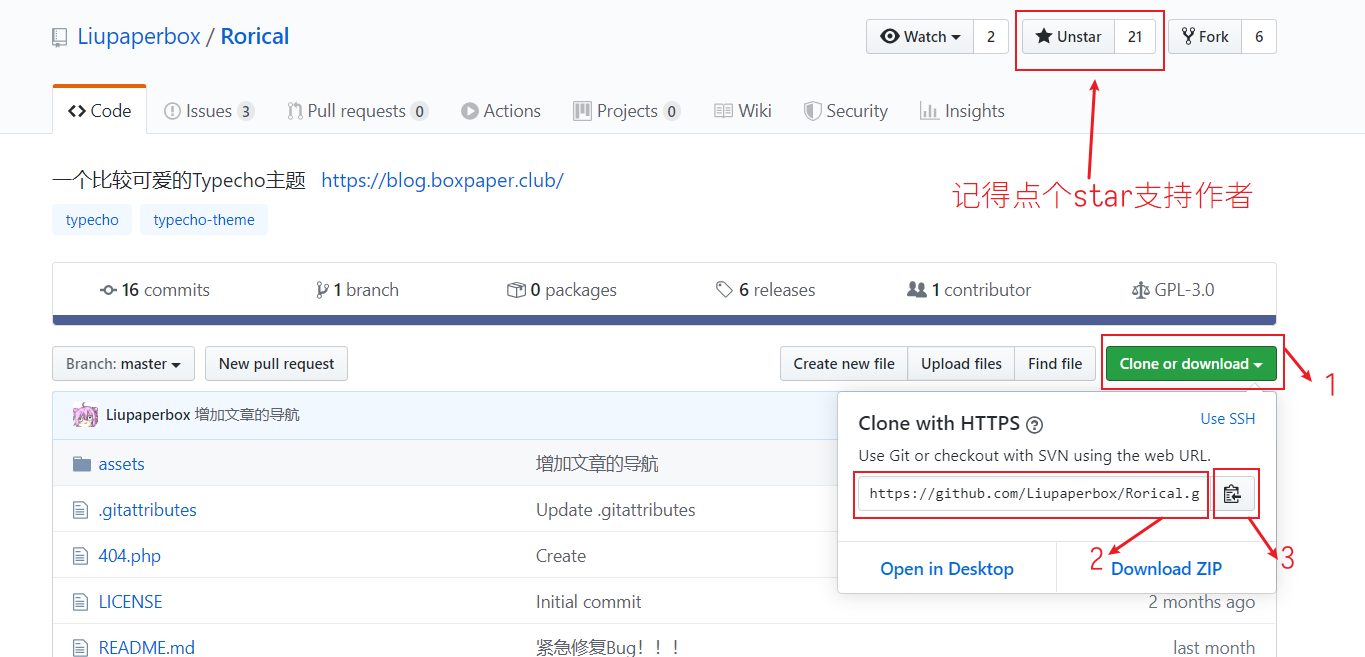 Liupaperbox / Rorical
Watch 2
Unstar 21
Fork 6
Code
Issues 3
Pull requests 0
Actions
Projects 0
Wiki
Security
Insights
一个比较可爱的Typecho主题 https://blog.boxpaper.club/
记得点个star支持作者
typecho typecho-theme
16 commits
1 branch
0 packages
6 releases
1 contributor
GPL-3.0
Branch: master
New pull request
Create new file
Upload files
Find file
Clone or download
1
Liupaperbox 增加文章的导航
Clone with HTTPS
Use SSH
Use Git or checkout with SVN using the web URL.
https://github.com/Liupaperbox/Rorical.g
2
3
Open in Desktop
Download ZIP
assets 增加文章的导航
.gitattributes Update .gitattributes
404.php Create
LICENSE Initial commit 2 months ago
README.md 紧急修复Bug！！！ last month